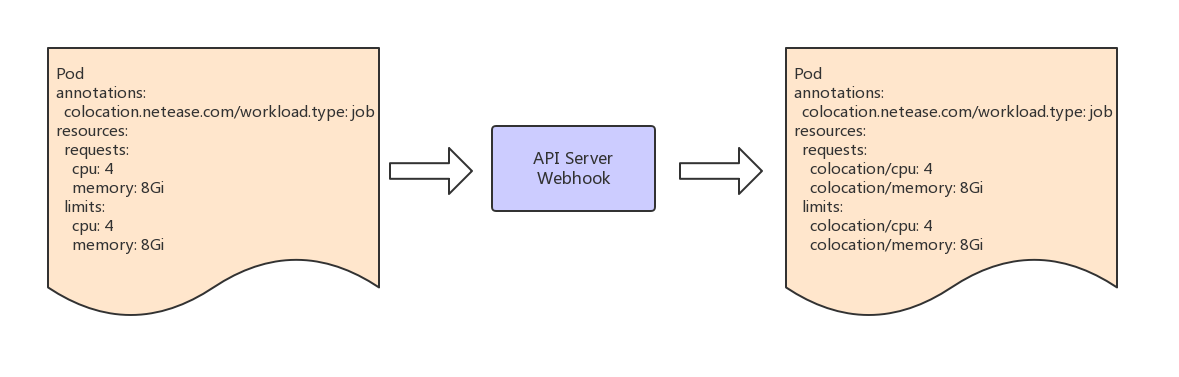 Pod
annotations:
  colocation.netease.com/workload.type: job
resources:
  requests:
    cpu: 4
    memory: 8Gi
  limits:
    cpu: 4
    memory: 8Gi
API Server
Webhook
Pod
annotations:
  colocation.netease.com/workload.type: job
resources:
  requests:
    colocation/cpu: 4
    colocation/memory: 8Gi
  limits:
    colocation/cpu: 4
    colocation/memory: 8Gi